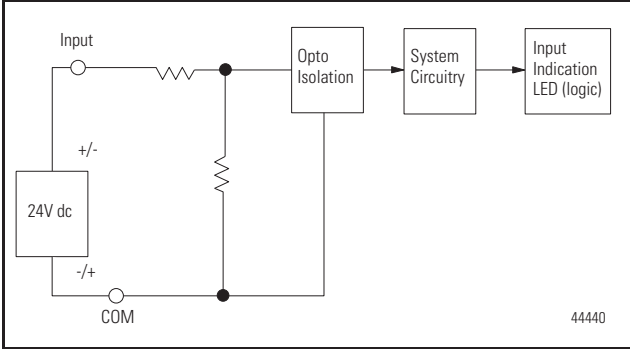 Input
Opto
Isolation
System
Circuitry
Input
Indication
LED (logic)
+/-
24V dc
-/+
COM
44440